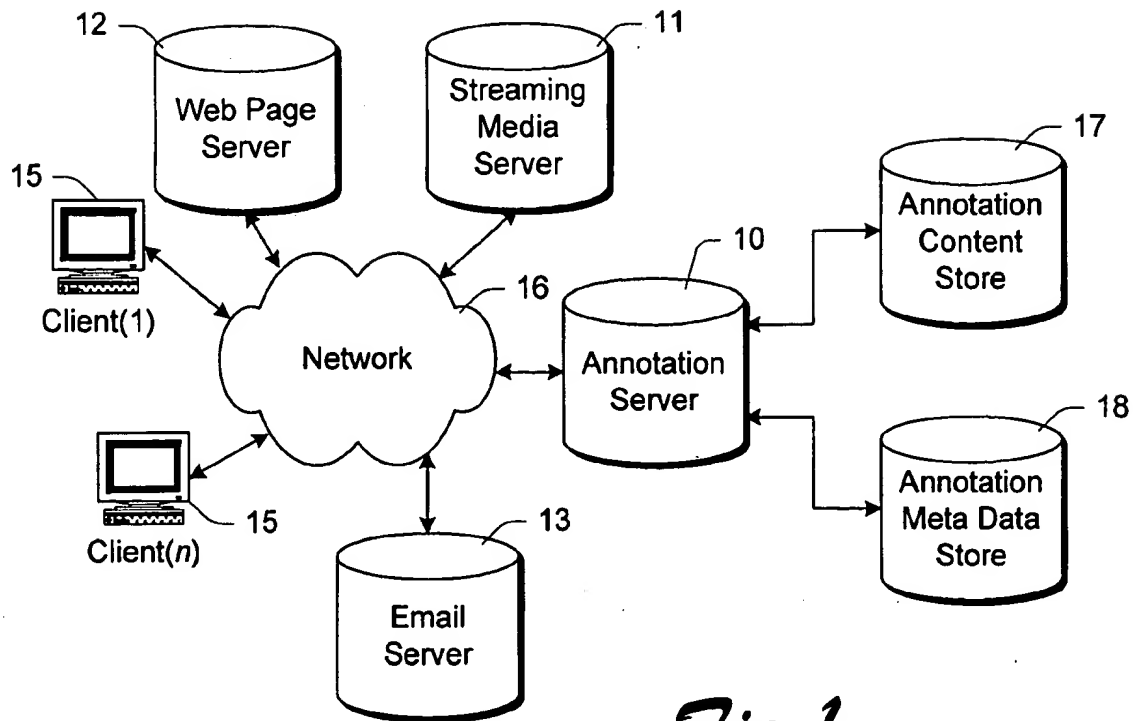 12
11
Web Page
Server
Streaming
Media
Server
17
15
Annotation
Content
Store
10
16
Client(1)
Network
Annotation
Server
18
Annotation
Meta Data
Store
15
13
Client(n)
Email
Server
Fig. 1